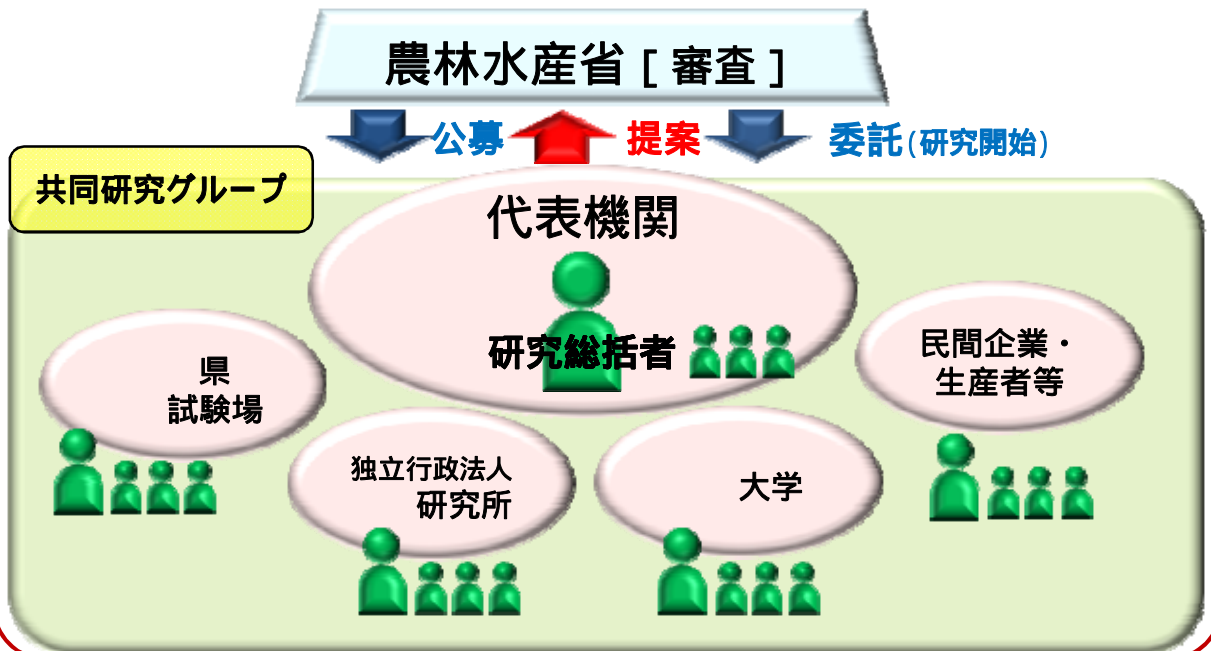 農林水産省 [ 審査 ]
公募 提案 委託(研究開始)
共同研究グループ
代表機関
研究総括者
県
試験場
独立行政法人
研究所
大学
民間企業・
生産者等